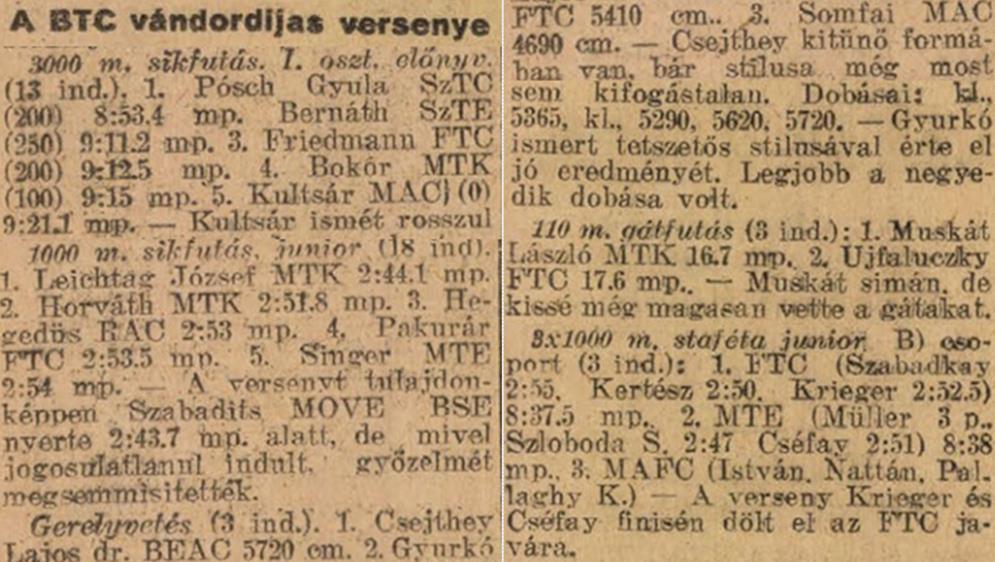 A BTC vándordijas versenye
3000 m. sikfutás. I. oszt. előnyv.
(13 ind.). 1. Pósch Gyula SzTC
(200) 8:53.4 mp. Bernáth SzTE
(250) 9:11.2 mp. 3. Friedmann FTC
(200) 9:12.5 mp. 4. Bokór MTK
(100) 9:15 mp. 5. Kultsár MAC) (0)
9:21.1 mp. — Kultsár ismét rosszul
1000 m. sikfutás, junior (18 ind).
1. Leichtag József MTK 2:44.1 mp.
2. Horváth MTK 2:51.8 mp. 3. He-
gedüs RAC 2:53 mp. 4. Pakurár
FTC 2:53.5 mp. 5. Singer MTE
2:54 mp. — A versenyt tulajdon-
képpen Szabadits MOVE BSE
nyerte 2:43.7 mp. alatt, de mivel
jogosulatlanul indult, győzelmét
megsemmisitették.
Gerelyvetés (3 ind.). 1. Csejthey
Lajos dr. BEAC 5720 cm. 2. Gyurkó
FTC 5410 cm.. 3. Somfai MAC
4690 cm. — Csejthey kitünő formá-
ban van, bár stilusa még most
sem kifogástalan. Dobásai: kl.,
5365, kl., 5290, 5620, 5720. — Gyurkó
ismert tetszetős stilusával érte el
jó eredményét. Legjobb a negye-
dik dobása volt.
110 m. gátfutás (3 ind.): 1. Muskát
László MTK 16.7 mp. 2. Ujfaluczky
FTC 17.6 mp.. — Muskát simán, de
kissé még magasan vette a gátakat.
3x1000 m. staféta junior B) cso-
port (3 ind.): 1. FTC (Szabadkay
2:55, Kertész 2:50, Krieger 2:52.5)
8:37.5 mp., 2. MTE (Müller 3 p.,
Szloboda S. 2:47 Cséfay 2:51) 8:38
mp., 3. MAFC (István, Nattán, Pal-
laghy K.) — A verseny Krieger és
Cséfay finisén dőlt el az FTC ja-
vára.